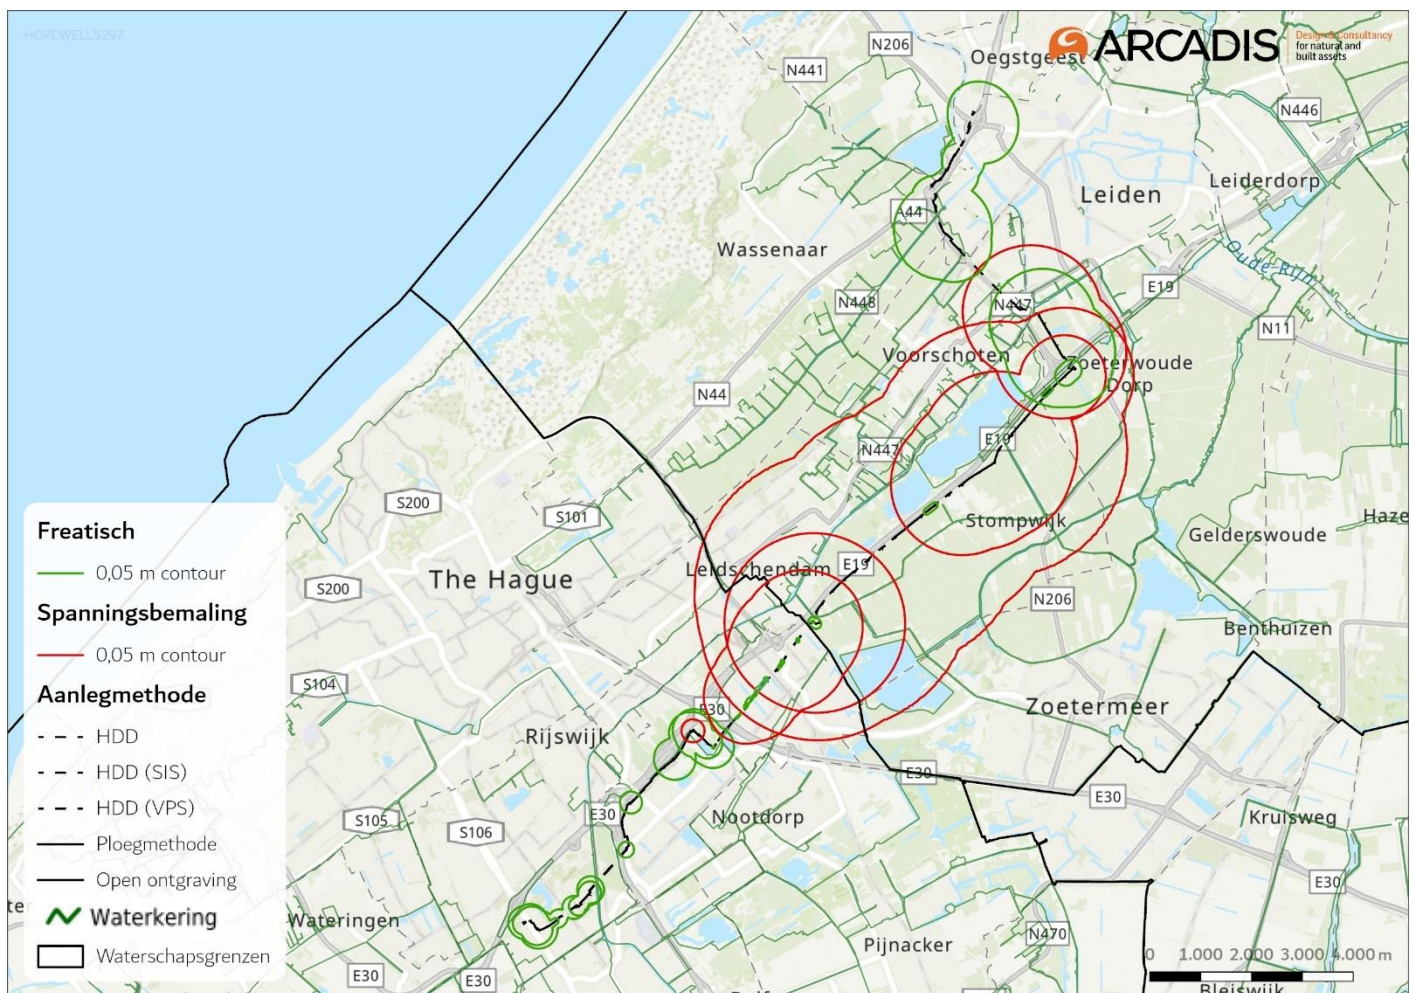 HOPEWELL5297
ARCADIS
Design & Consultancy
for natural and
built assets
N206
Oegstgeest
N441
N446
Leiden
Leiderdorp
A44
Wassenaar
Oude Rijn
E19
N448
N447
N11
Voorschoten
Zoeterwoude
Dorp
N44
E19
N447
S200
S101
Stompwijk
Gelderswoude
Haze
The Hague
Leidschendam
E19
S200
N206
Benthuizen
S104
Zoetermeer
E30
Rijswijk
E30
E30
S105
S106
E30
Nootdorp
Kruisweg
E30
ter
Wateringen
Pijnacker
N470
E30
Bleiswijk
Freatisch
0,05 m contour
Spanningsbemaling
0,05 m contour
Aanlegmethode
HDD
HDD (SIS)
HDD (VPS)
Ploegmethode
Open ontgraving
Waterkering
Waterschapsgrenzen
0 1.000 2.000 3.000 4.000 m